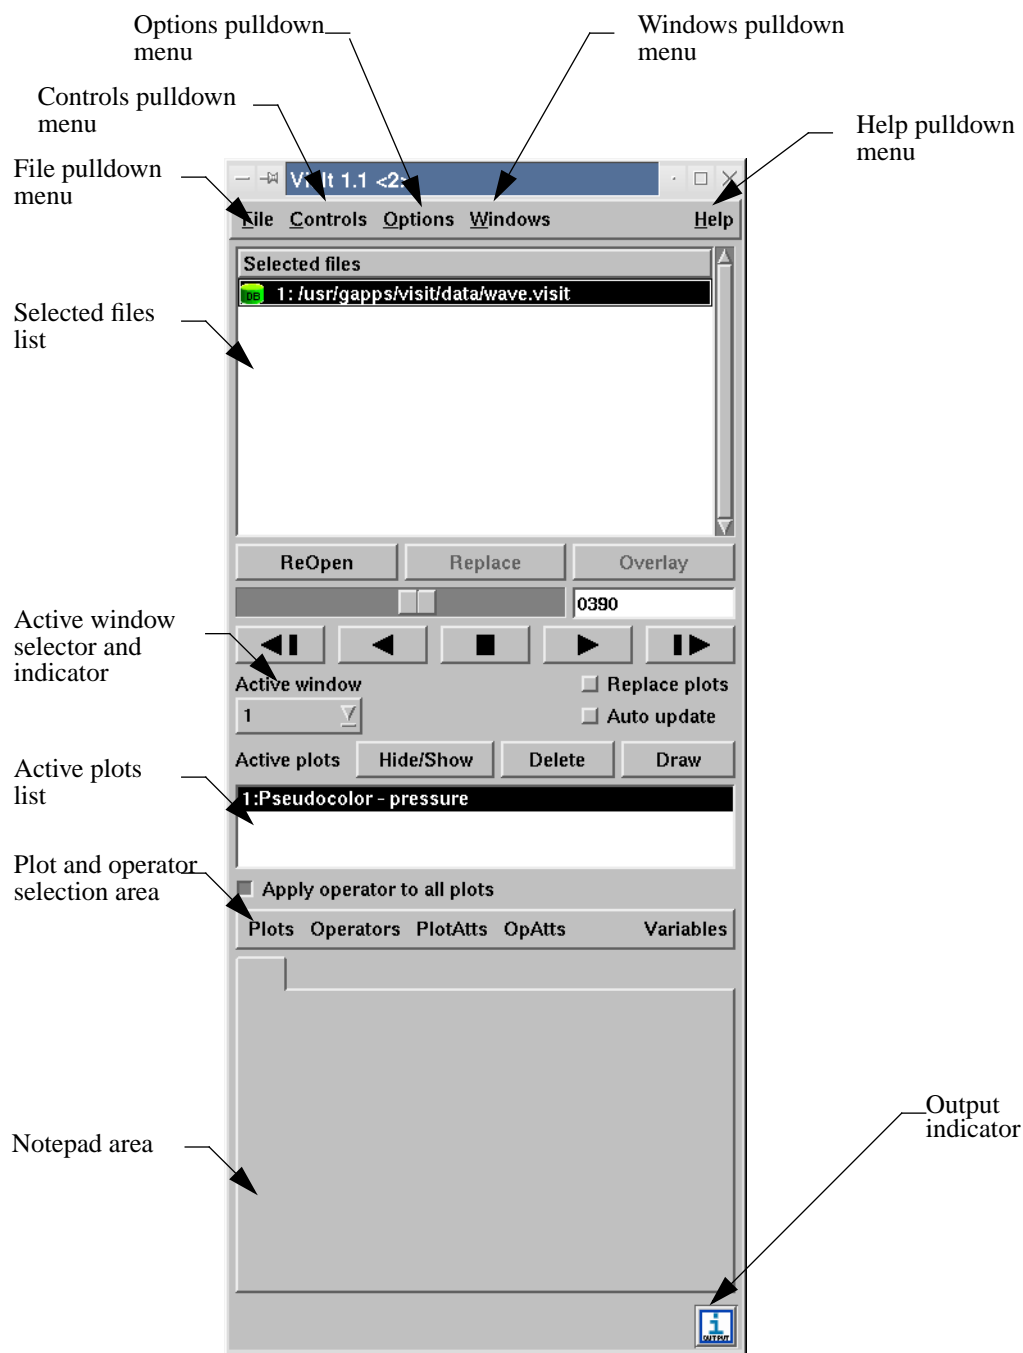 Options pulldown
menu
Windows pulldown
menu
Controls pulldown
menu
Help pulldown
menu
File pulldown
menu
VisIt 1.1 <2>
File Controls Options Windows Help
Selected files
DB 1: /usr/gapps/visit/data/wave.visit
Selected files
list
ReOpen Replace Overlay
0390
Active window
selector and
indicator
Active window
Replace plots
1
Auto update
Active plots Hide/Show Delete Draw
Active plots
list
1:Pseudocolor - pressure
Plot and operator
selection area
Apply operator to all plots
Plots Operators PlotAtts OpAtts Variables
Output
indicator
Notepad area
i
OUTPUT